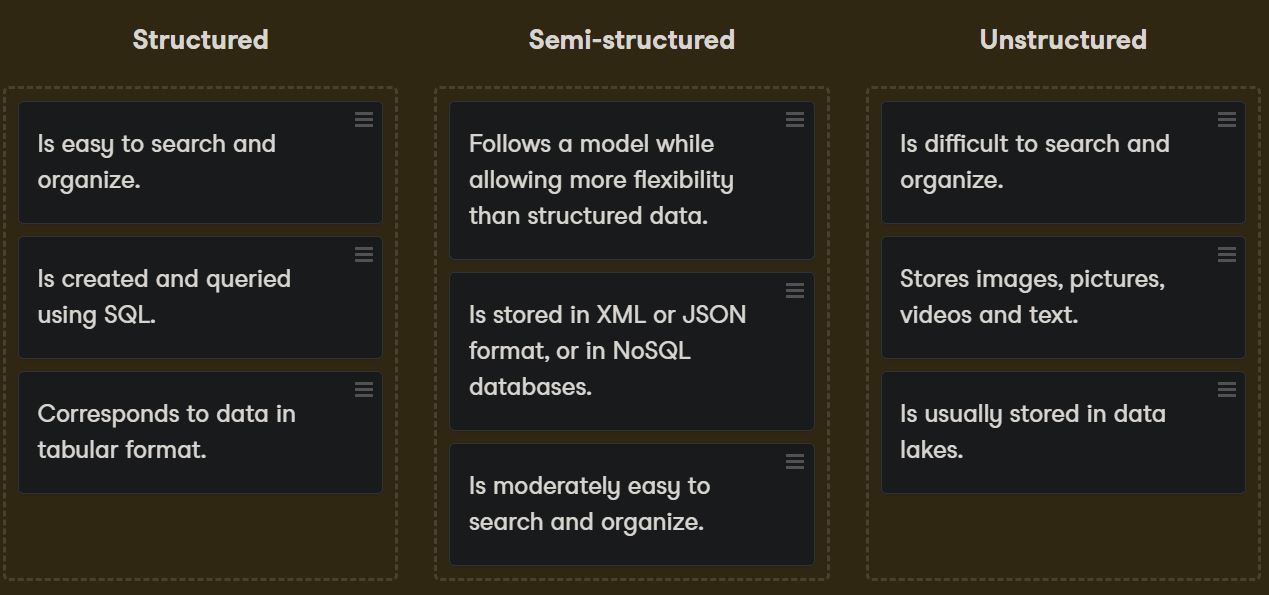 Structured
Is easy to search and
organize.
Is created and queried
using SQL.
Corresponds to data in
tabular format.
Semi-structured
Follows a model while
allowing more flexibility
than structured data.
Is stored in XML or JSON
format, or in NoSQL
databases.
Is moderately easy to
search and organize.
Unstructured
Is difficult to search and
organize.
Stores images, pictures,
videos and text.
Is usually stored in data
lakes.